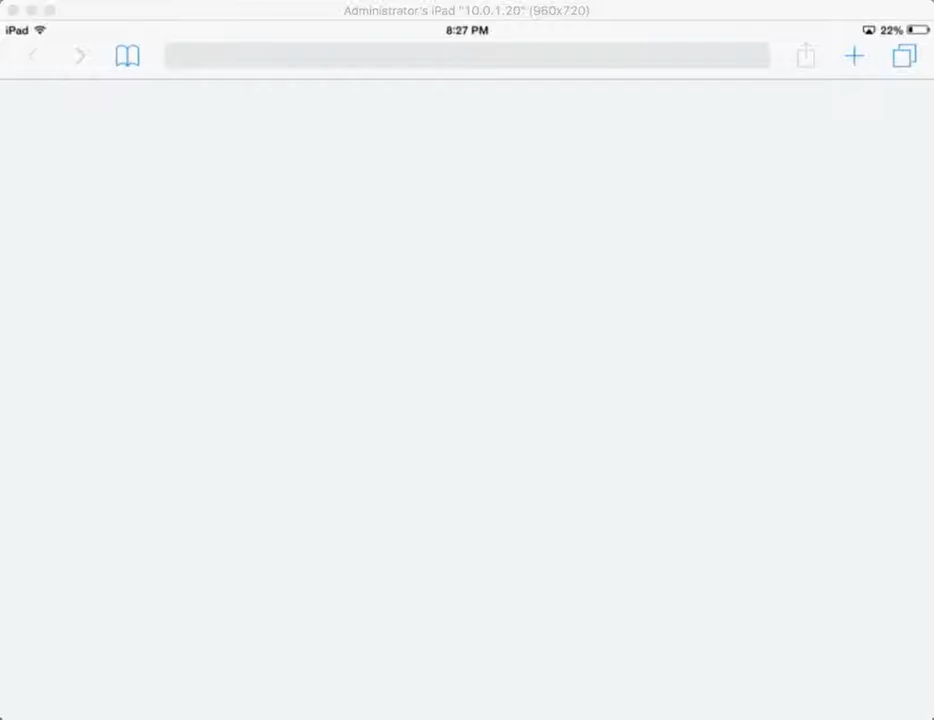 Administrator's iPad "10.0.1.20" (960x720)
iPad 8:27 PM 22%